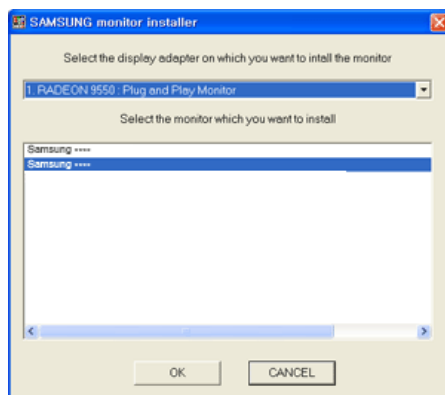 SAMSUNG monitor installer
Select the display adapter on which you want to intall the monitor
1. RADEON 9550 : Plug and Play Monitor
Select the monitor which you want to install
Samsung ----
Samsung ----
OK
CANCEL